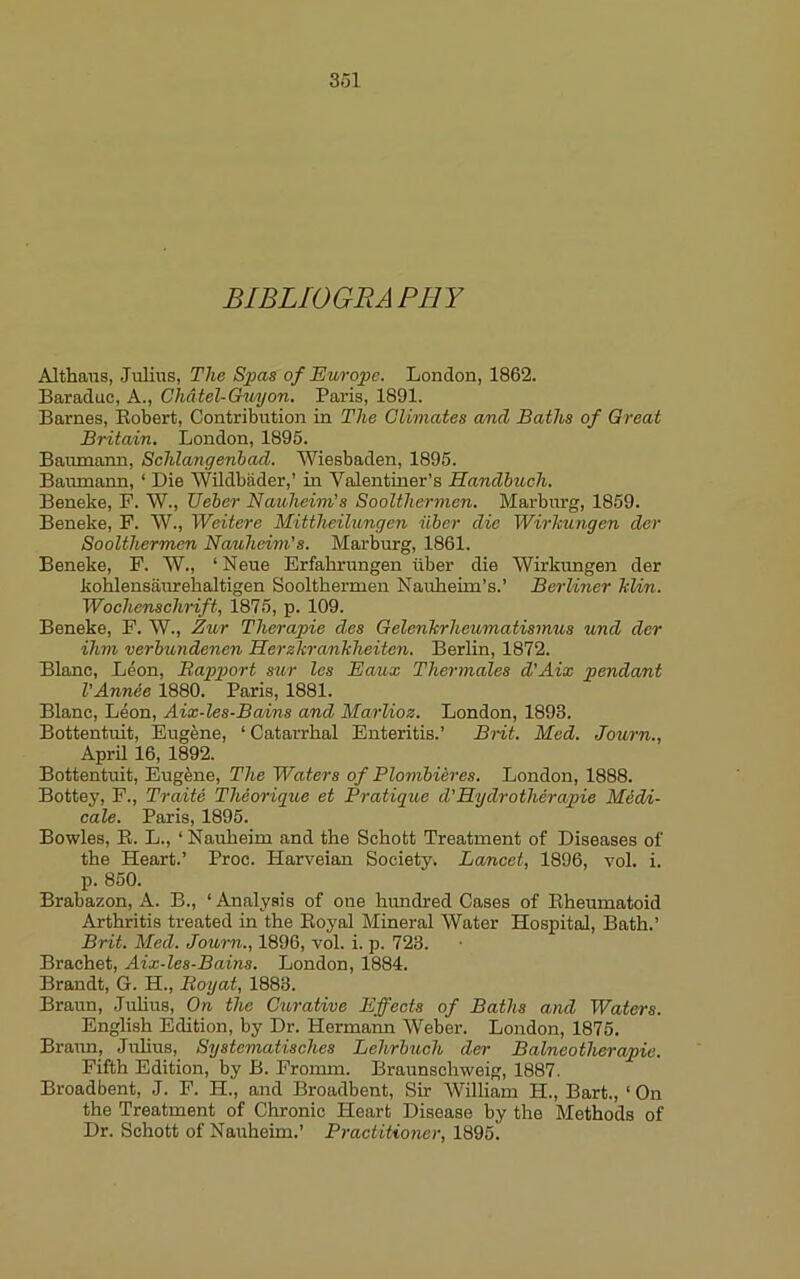 351
BIBLIOGRAPHY
Althaus, Julius, The Spas of Europe. London, 1862.
Baraduc, A., Châtel-Guyon. Paris, 1891.
Barnes, Robert, Contribution in The Climates and Baths of Great
Britain. London, 1895.
Baumann, Schlangenbad. Wiesbaden, 1895.
Baumann, ‘Die Wildbäder,’ in Valentiner’s Handbuch.
Beneke, F. W., Ueber Nauheim’s Soolthermen. Marburg, 1859.
Beneke, F. W., Weitere Mittheilungen über die Wirkungen der
Soolthermen Nauheim’s. Marburg, 1861.
Beneke, F. W., ‘Neue Erfahrungen über die Wirkungen der
kohlensäurehaltigen Soolthermen Nauheim’s.’ Berliner klin.
Wochenschrift, 1875, p. 109.
Beneke, F. W., Zur Therapie des Gelenkrheumatismus und der
ihm verbundenen Herzkrankheiten. Berlin, 1872.
Blanc, Léon, Rapport sur les Eaux Thermales d’Aix pendant
l’Année 1880. Paris, 1881.
Blanc, Léon, Aix-les-Bains and Marlioz. London, 1893.
Bottentuit, Eugène, ‘Catarrhal Enteritis.’ Brit. Med. Journ.,
April 16, 1892.
Bottentuit, Eugène, The Waters of Plombières. London, 1888.
Bottey, F., Traité Théorique et Pratique d’Hydrothérapie Médi-
cale. Paris, 1895.
Bowles, R. L., ‘Nauheim and the Schott Treatment of Diseases of
the Heart.’ Proc. Harveian Society. Lancet, 1896, vol. i.
p. 850.
Brabazon, A. B., ‘Analysis of one hundred Cases of Rheumatoid
Arthritis treated in the Royal Mineral Water Hospital, Bath.’
Brit. Med. Journ., 1896, vol. i. p. 723.
Brachet, Aix-les-Bains. London, 1884.
Brandt, G. H., Royat, 1883.
Braun, Julius, On the Curative Effects of Baths and Waters.
English Edition, by Dr. Hermann Weber. London, 1875.
Braun, Julius, Systematisches Lehrbuch der Balneotherapie.
Fifth Edition, by B. Fromm. Braunschweig, 1887.
Broadbent, J. F. H., and Broadbent, Sir William H., Bart., ‘On
the Treatment of Chronic Heart Disease by the Methods of
Dr. Schott of Nauheim.’ Practitioner, 1895.